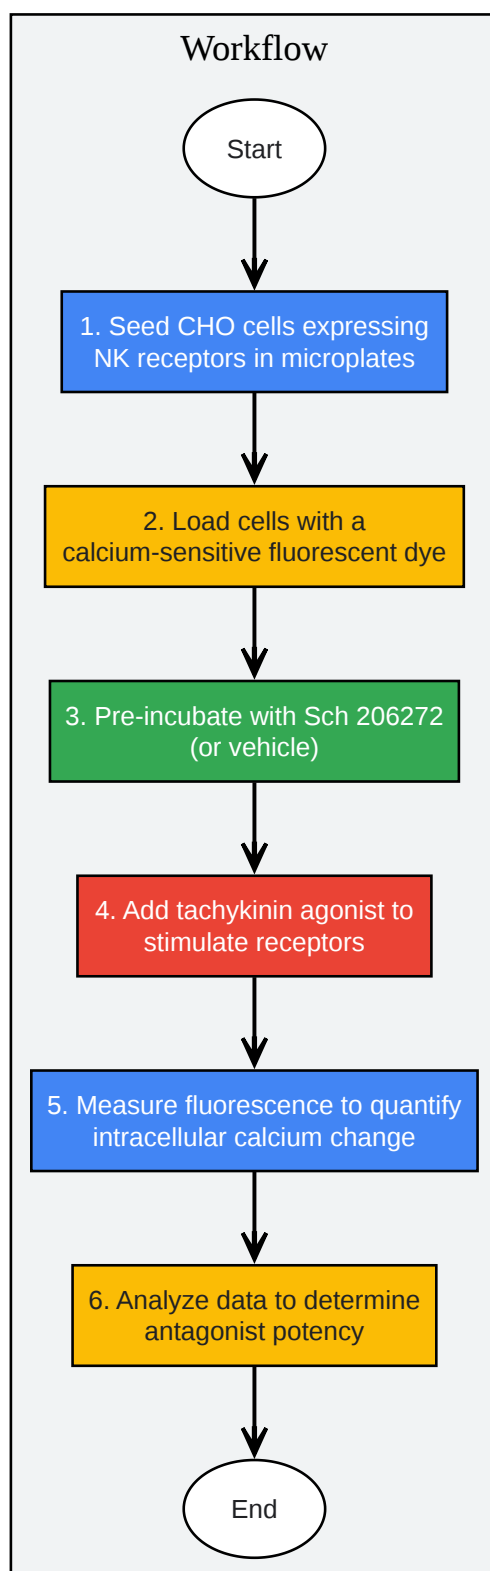 Workflow
Start
1. Seed CHO cells expressing
NK receptors in microplates
2. Load cells with a
calcium-sensitive fluorescent dye
3. Pre-incubate with Sch 206272
(or vehicle)
4. Add tachykinin agonist to
stimulate receptors
5. Measure fluorescence to quantify
intracellular calcium change
6. Analyze data to determine
antagonist potency
End